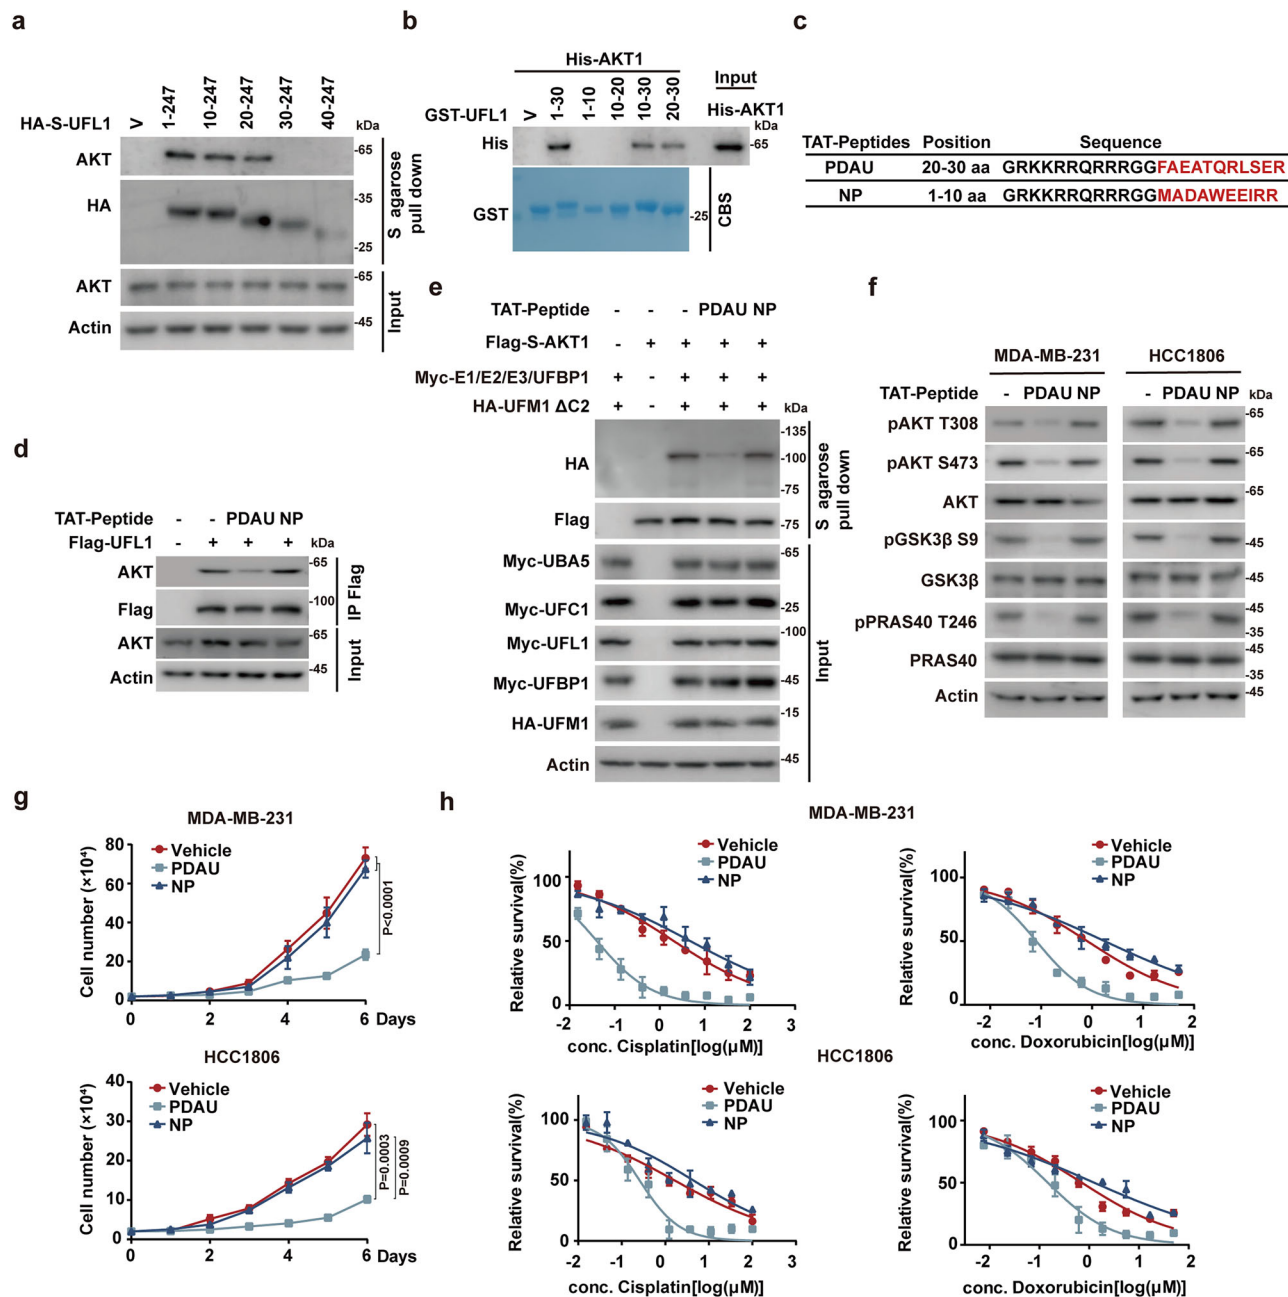 a
HA-S-UFL1
V
1-247
10-247
20-247
30-247
40-247
kDa
AKT
-65
HA
-35
-25
S agarose
pull down
AKT
-65
Actin
-45
Input
b
His-AKT1
Input
GST-UFL1
V
1-30
1-10
10-20
10-30
20-30
His-AKT1
kDa
His
-65
GST
-25
CBS
c
TAT-Peptides Position Sequence
PDAU 20-30 aa GRKKRRQRRRGGFAEATQRLSER
NP 1-10 aa GRKKRRQRRRGGMADAWEEIRR
d
TAT-Peptide - - PDAU NP
Flag-UFL1 - + + +
kDa
AKT
-65
Flag
-100
IP Flag
AKT
-65
Actin
-45
Input
e
TAT-Peptide - - - PDAU NP
Flag-S-AKT1 - + + + +
Myc-E1/E2/E3/UFBP1 + - + + +
HA-UFM1 ΔC2 + - + + +
kDa
-135
HA
-100
-75
Flag
-75
S agarose
pull down
Myc-UBA5
-65
Myc-UFC1
-25
Myc-UFL1
-100
Myc-UFBP1
-45
HA-UFM1
-15
Actin
-45
Input
f
MDA-MB-231 HCC1806
TAT-Peptide - PDAU NP - PDAU NP kDa
pAKT T308
-65
pAKT S473
-65
AKT
-65
pGSK3β S9
-45
GSK3β
-45
pPRAS40 T246
-45
-35
PRAS40
-45
-35
Actin
-45
g
MDA-MB-231
Cell number (×10⁴)
80
60
40
20
0
Vehicle
PDAU
NP
P<0.0001
0 2 4 6 Days
HCC1806
Cell number (×10⁴)
40
30
20
10
0
Vehicle
PDAU
NP
P=0.0003
P=0.0009
0 2 4 6 Days
h
MDA-MB-231
Relative survival(%)
100
50
0
Vehicle
PDAU
NP
-2 -1 0 1 2 3
conc. Cisplatin[log(μM)]
Relative survival(%)
100
50
0
Vehicle
PDAU
NP
-2 -1 0 1 2
conc. Doxorubicin[log(μM)]
HCC1806
Relative survival(%)
100
50
0
Vehicle
PDAU
NP
-1 0 1 2 3
conc. Cisplatin[log(μM)]
Relative survival(%)
100
50
0
Vehicle
PDAU
NP
-2 -1 0 1 2
conc. Doxorubicin[log(μM)]